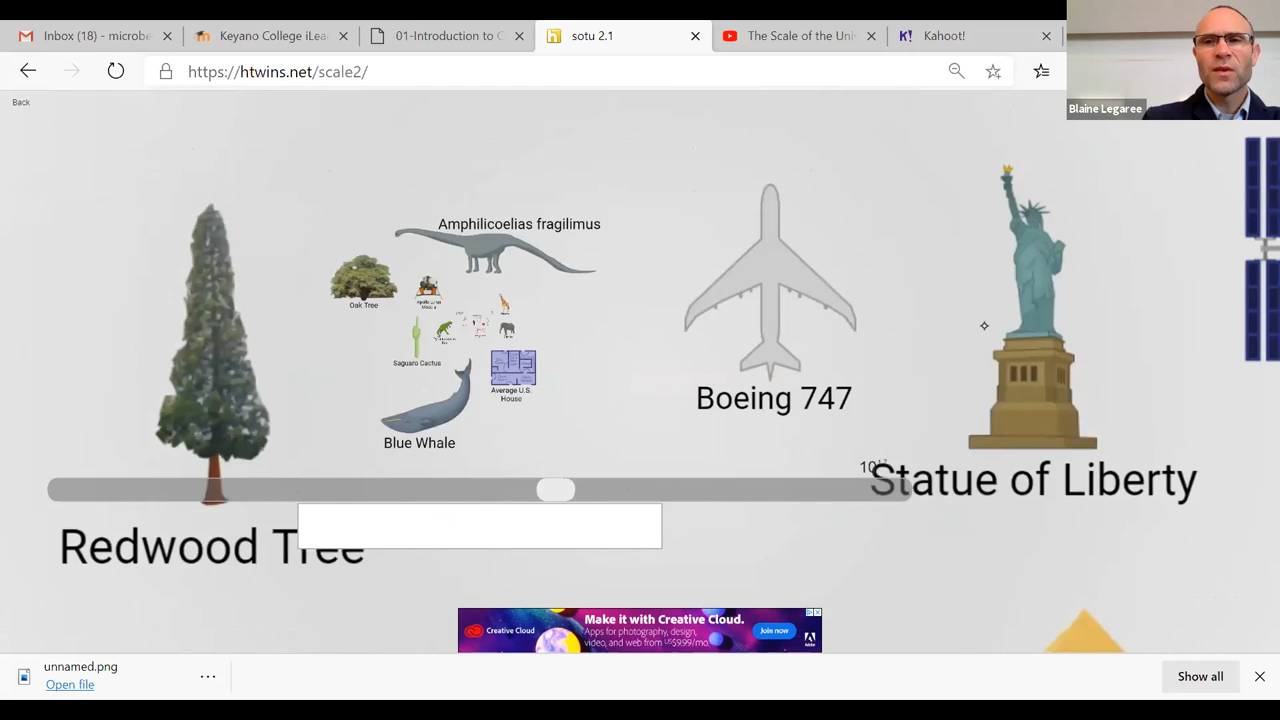 Inbox (18) - microbe
Keyano College iLea
01-Introduction to C
sotu 2.1
The Scale of the Uni
K!
Kahoot!
https://htwins.net/scale2/
Blaine Legaree
Back
Amphilicoelias fragilimus
Oak Tree
Saguaro Cactus
Average U.S.
House
Boeing 747
Blue Whale
Statue of Liberty
Redwood Tree
Creative Cloud
Make it with Creative Cloud.
Apps for photography, design,
video, and web from US$9.99/mo.
Join now
Adobe
unnamed.png
Open file
Show all